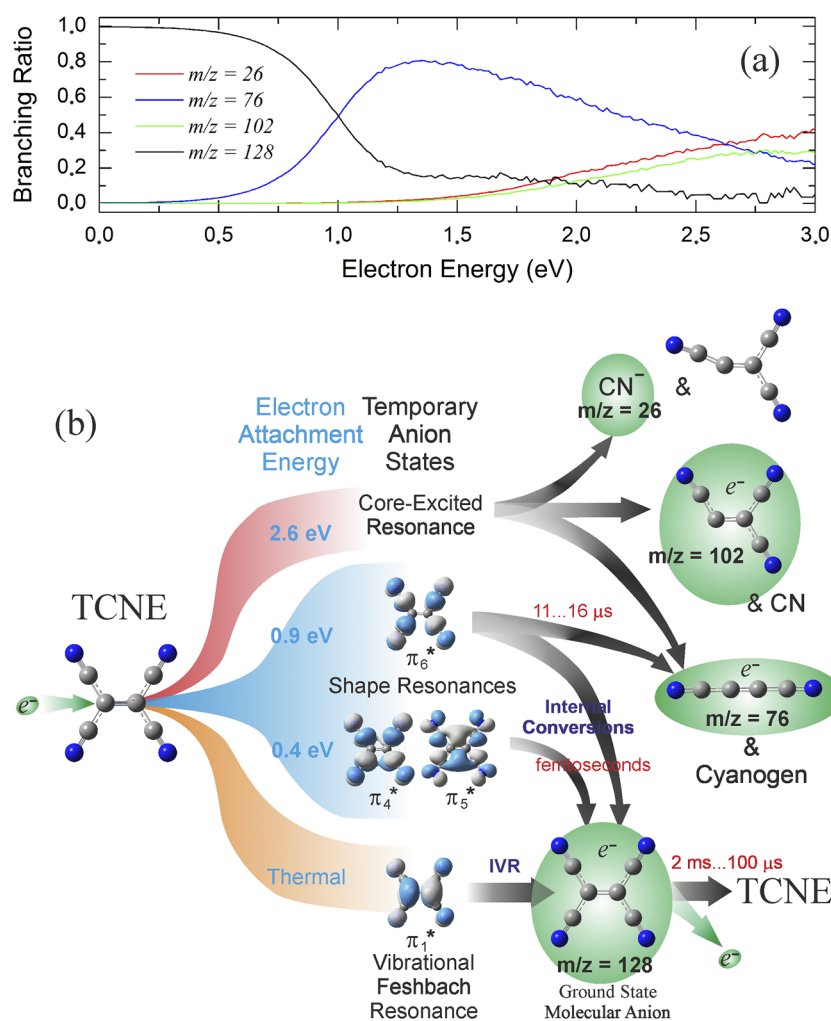 (a)
Branching Ratio
1.0
0.8
0.6
0.4
0.2
0.0
m/z = 26
m/z = 76
m/z = 102
m/z = 128
0.0 0.5 1.0 1.5 2.0 2.5 3.0
Electron Energy (eV)
(b)
Electron
Attachment
Energy
Temporary
Anion
States
CN⁻
m/z = 26
&
Core-Excited
Resonance
2.6 eV
e⁻
m/z = 102
& CN
TCNE
e⁻
0.9 eV
π₆*
11...16 µs
Shape Resonances
e⁻
m/z = 76
&
Cyanogen
Internal
Conversions
femtoseconds
0.4 eV
π₄*
π₅*
Thermal
π₁*
Vibrational
Feshbach
Resonance
IVR
e⁻
m/z = 128
Ground State
Molecular Anion
2 ms...100 µs
TCNE
e⁻